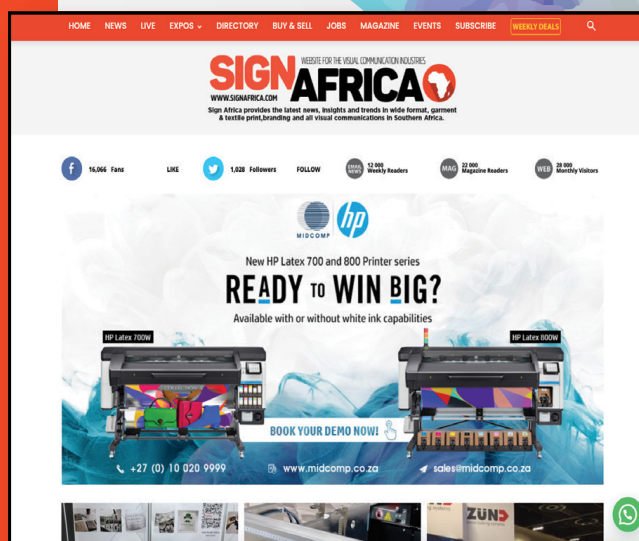 HOME NEWS LIVE EXPOS DIRECTORY BUY & SELL JOBS MAGAZINE EVENTS SUBSCRIBE WEEKLY DEALS
WEBSITE FOR THE VISUAL COMMUNICATION INDUSTRIES
SIGN AFRICA
WWW.SIGNAFRICA.COM
Sign Africa provides the latest news, insights and trends in wide format, garment
& textile print,branding and all visual communications in Southern Africa.
f 16,066 Fans LIKE 1,028 Followers FOLLOW EMAIL NEWS 12 000 Weekly Readers MAG 22 000 Magazine Readers WEB 28 000 Monthly Visitors
MIDCOMP hp
New HP Latex 700 and 800 Printer series
READY TO WIN BIG?
Available with or without white ink capabilities
HP Latex 700W HP Latex 800W
BOOK YOUR DEMO NOW!
+27 (0) 10 020 9999 www.midcomp.co.za sales@midcomp.co.za
ZÜND